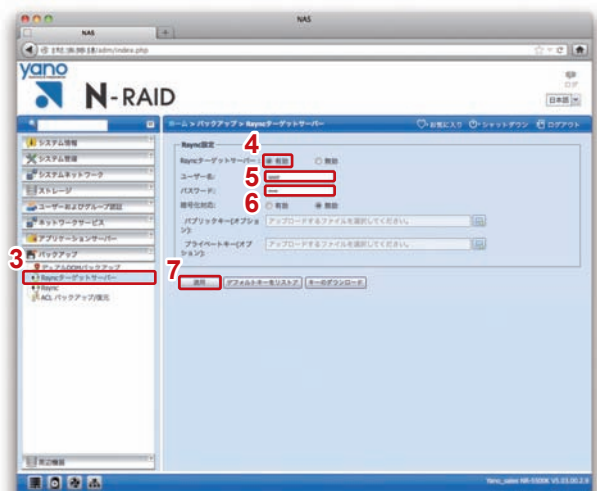 NAS
NAS
yano
N-RAID
日本語
ホーム > バックアップ > Rsyncターゲットサーバー
お気に入り
シャットダウン
ログアウト
システム情報
システム管理
システムネットワーク
ストレージ
ユーザーおよびグループ認証
ネットワークサービス
アプリケーションサーバー
3
バックアップ
デュアルDOMバックアップ
Rsyncターゲットサーバー
Rsync
ACL バックアップ/復元
周辺機器
Rsync設定
4
Rsyncターゲットサーバー:
有効
無効
5
ユーザー名:
パスワード:
6
暗号化対応:
有効
無効
パブリックキー(オプション):
アップロードするファイルを選択してください。
プライベートキー(オプション):
アップロードするファイルを選択してください。
7
適用
デフォルトキーをリストア
キーのダウンロード